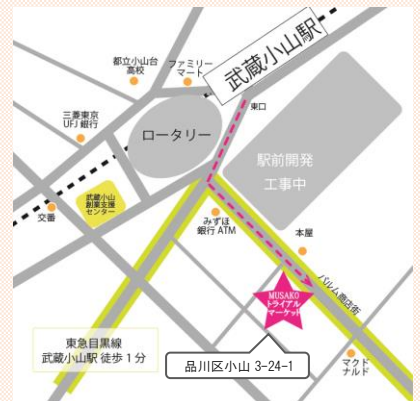 都立小山台
高校
ファミリー
マート
武蔵小山駅
東口
三菱東京
UFJ 銀行
ロータリー
駅前開発
工事中
武蔵小山
創業支援
センター
交番
みずほ
銀行 ATM
本屋
パルム商店街
MUSAKO
トライアル
マーケット
東急目黒線
武蔵小山駅 徒歩 1 分
品川区小山 3-24-1
マクド
ナルド